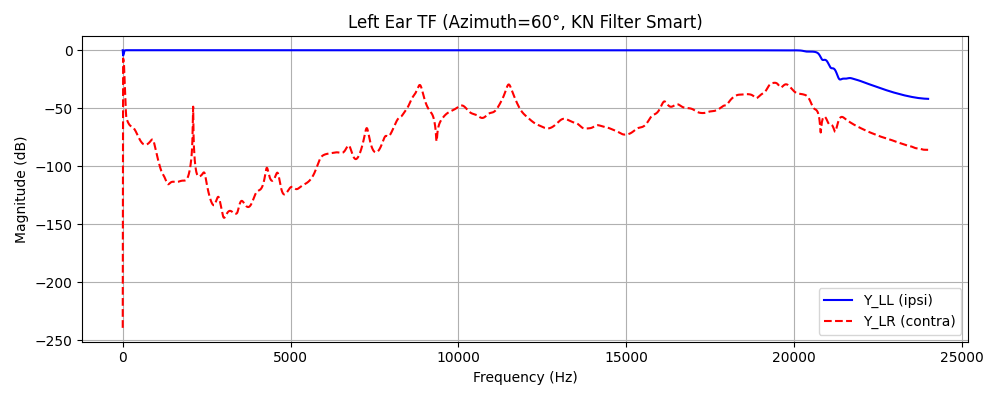 Left Ear TF (Azimuth=60°, KN Filter Smart)
Magnitude (dB)
0
−50
−100
−150
−200
−250
0
5000
10000
15000
20000
25000
Frequency (Hz)
Y_LL (ipsi)
Y_LR (contra)